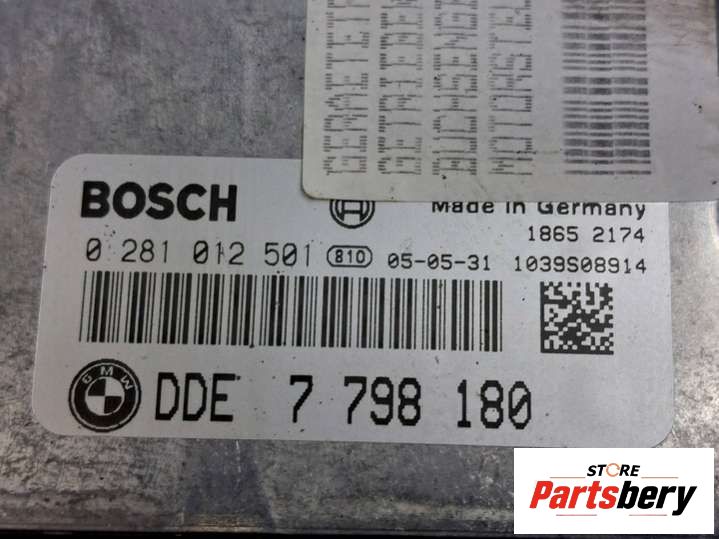 BOSCH
Made in Germany
1865 2174
0 281 012 501 810 05-05-31 1039S08914
BMW DDE 7 798 180
STORE
Partsbery